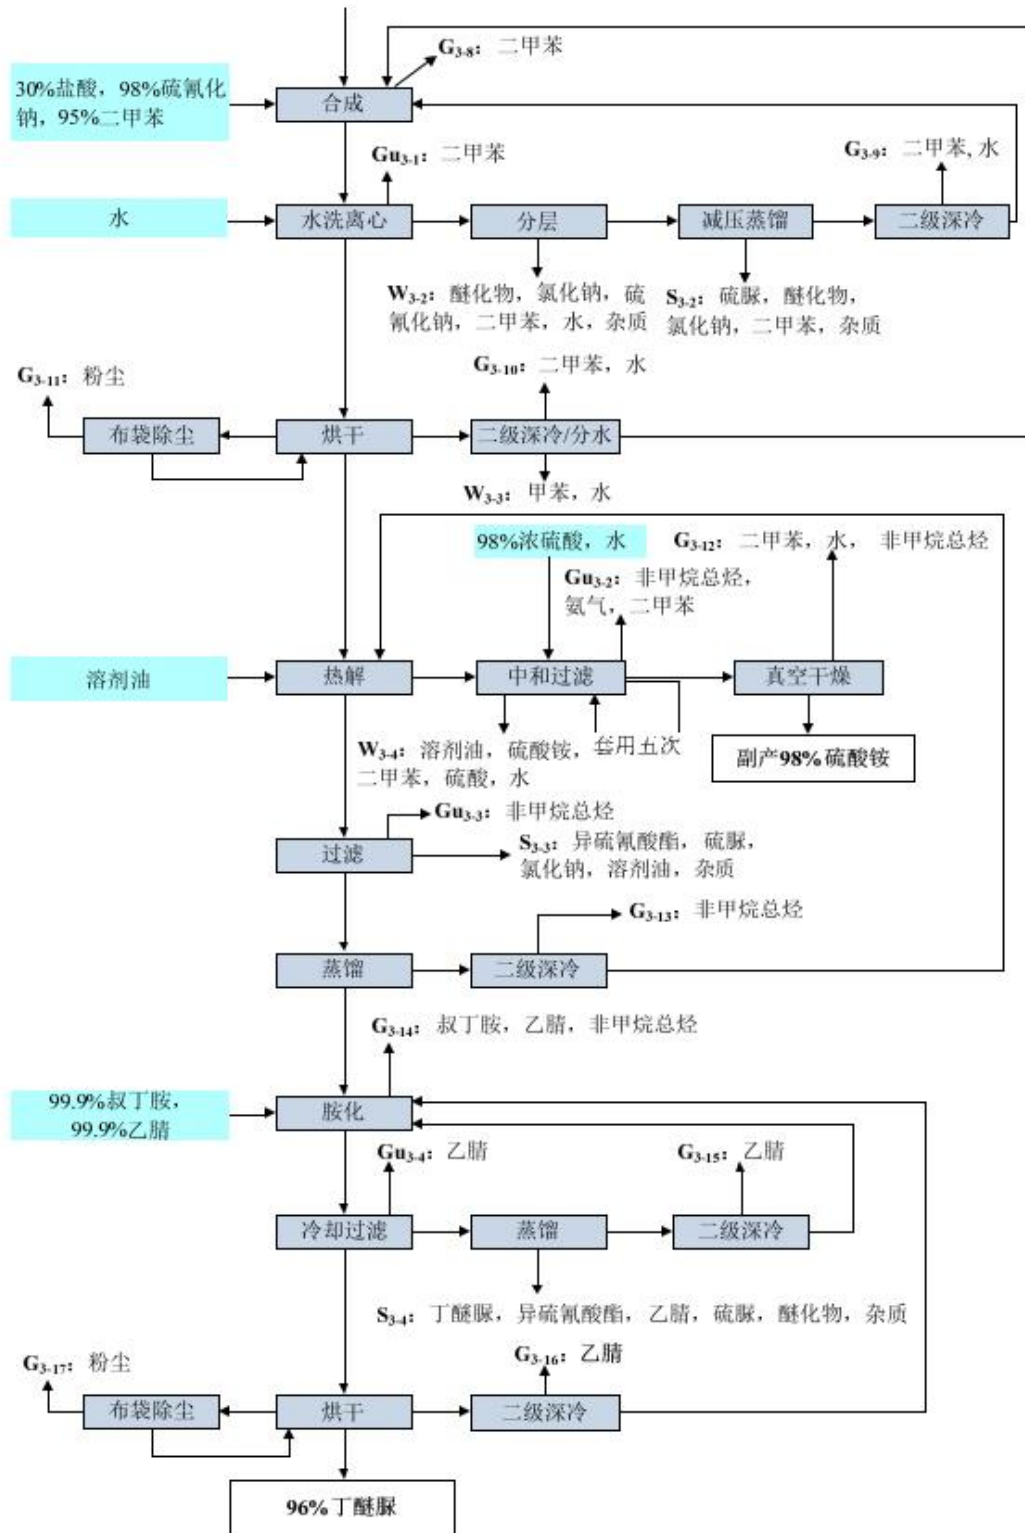 G3-8：二甲苯
30%盐酸，98%硫氰化
钠，95%二甲苯
合成
Gu3-1：二甲苯
G3-9：二甲苯,水
水
水洗离心
分层
减压蒸馏
二级深冷
W3-2：醚化物，氯化钠，硫
氰化钠，二甲苯，水，杂质
S3-2：硫脲，醚化物，
氯化钠，二甲苯，杂质
G3-10：二甲苯，水
G3-11：粉尘
布袋除尘
烘干
二级深冷/分水
W3-3：甲苯，水
98%浓硫酸，水
G3-12：二甲苯，水， 非甲烷总烃
Gu3-2：非甲烷总烃，
氨气，二甲苯
溶剂油
热解
中和过滤
真空干燥
W3-4：溶剂油，硫酸铵，
二甲苯，硫酸，水
套用五次
副产98%硫酸铵
Gu3-3：非甲烷总烃
过滤
S3-3：异硫氰酸酯，硫脲，
氯化钠，溶剂油，杂质
G3-13：非甲烷总烃
蒸馏
二级深冷
G3-14：叔丁胺，乙腈，非甲烷总烃
99.9%叔丁胺，
99.9%乙腈
胺化
Gu3-4：乙腈
G3-15：乙腈
冷却过滤
蒸馏
二级深冷
S3-4：丁醚脲，异硫氰酸酯，乙腈，硫脲，醚化物，杂质
G3-16：乙腈
G3-17：粉尘
布袋除尘
烘干
二级深冷
96%丁醚脲